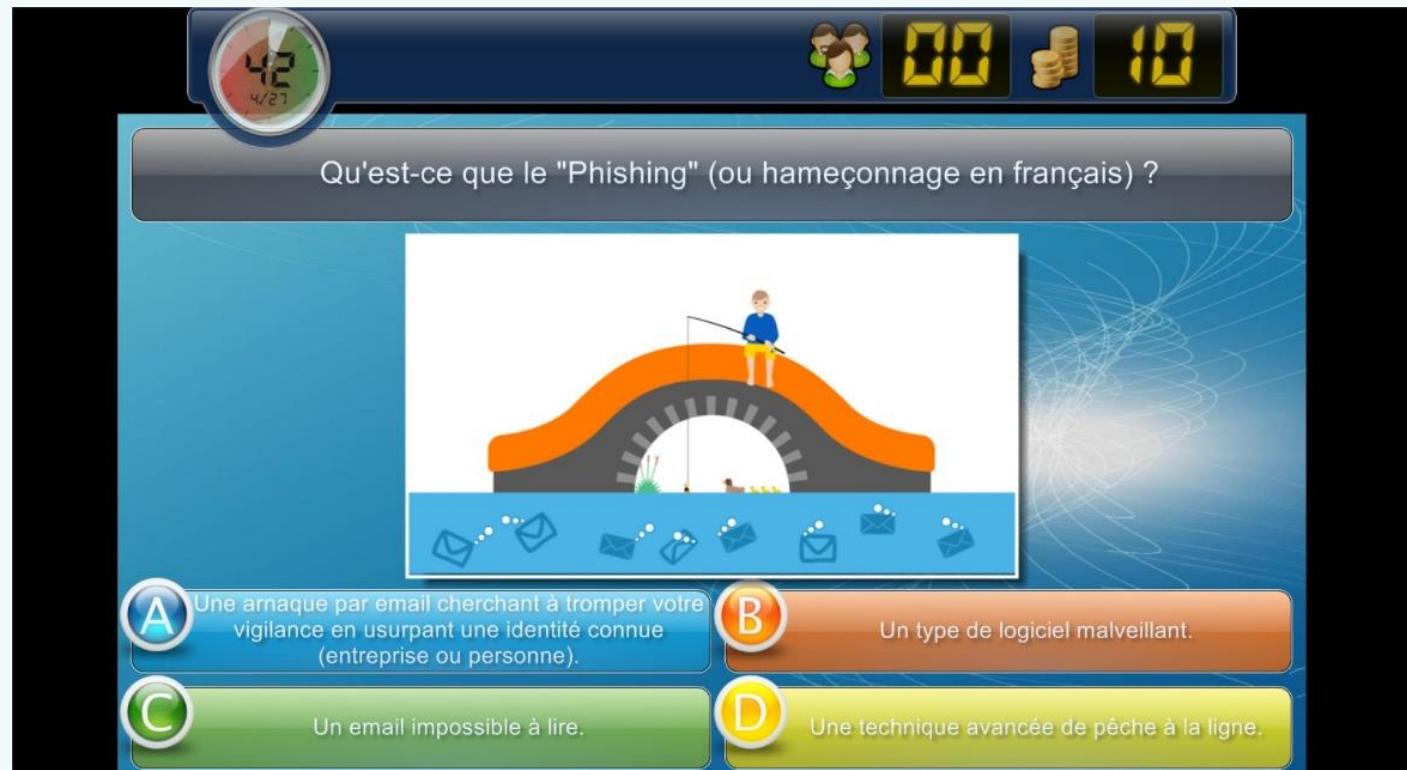 42
4/27
00
10
Qu'est-ce que le "Phishing" (ou hameçonnage en français) ?
A
Une arnaque par email cherchant à tromper votre
vigilance en usurpant une identité connue
(entreprise ou personne).
B
Un type de logiciel malveillant.
C
Un email impossible à lire.
D
Une technique avancée de pêche à la ligne.